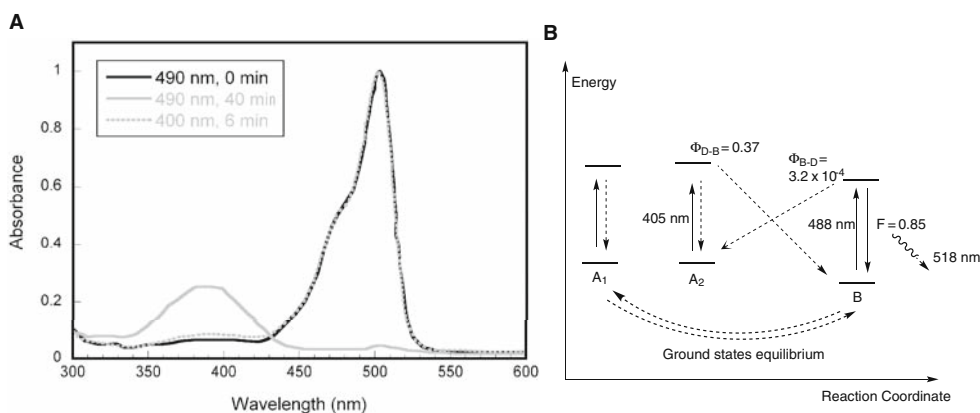 A
Absorbance
1
0.8
0.6
0.4
0.2
0
490 nm, 0 min
490 nm, 40 min
400 nm, 6 min
300 350 400 450 500 550 600
Wavelength (nm)
B
Energy
Φ_D-B = 0.37
Φ_B-D =
3.2 x 10⁻⁴
405 nm
488 nm
F = 0.85
518 nm
A₁
A₂
B
Ground states equilibrium
Reaction Coordinate